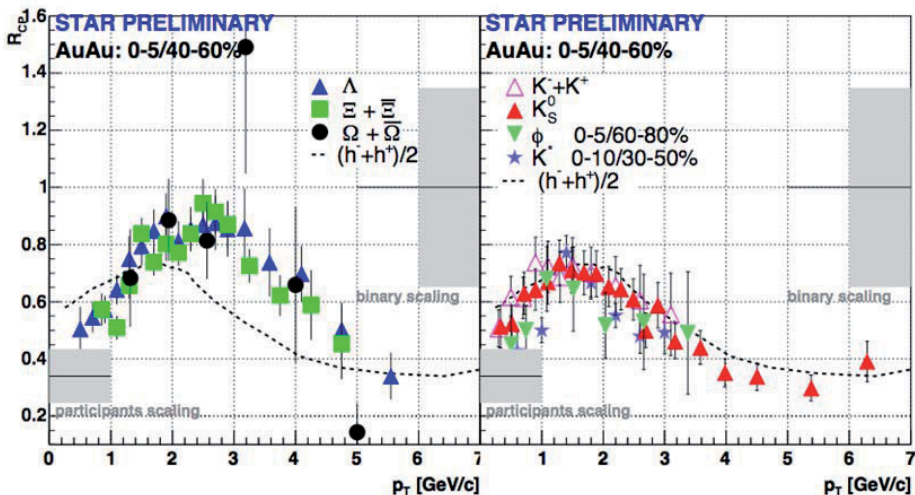 STAR PRELIMINARY
AuAu: 0-5/40-60%
Λ
Ξ + Ξ̅
Ω + Ω̅
(h⁻+h⁺)/2
binary scaling
participants scaling
R_CP
1.6
1.4
1.2
1
0.8
0.6
0.4
0.2
0 1 2 3 4 5 6 7
p_T [GeV/c]
STAR PRELIMINARY
AuAu: 0-5/40-60%
K⁻+K⁺
K⁰_S
ϕ 0-5/60-80%
K* 0-10/30-50%
(h⁻+h⁺)/2
binary scaling
participants scaling
1 2 3 4 5 6 7
p_T [GeV/c]